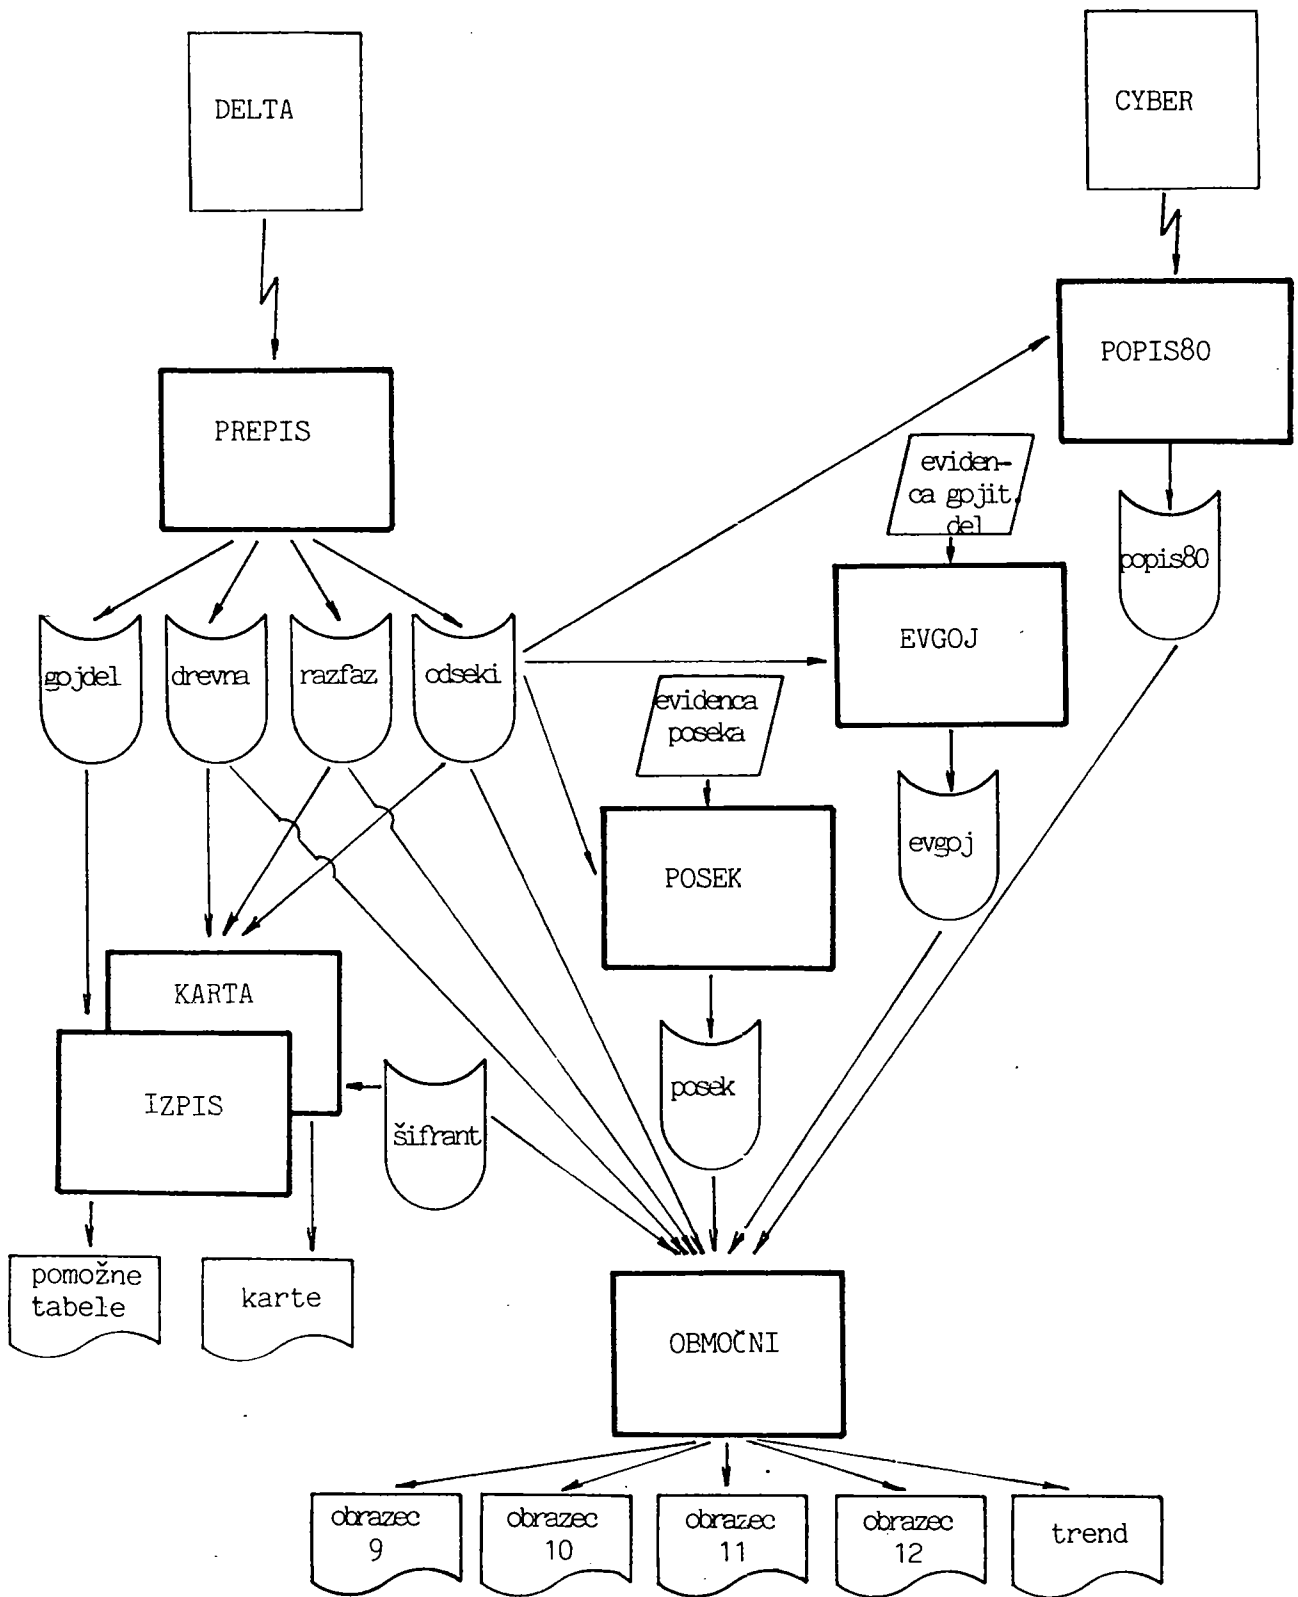 DELTA
CYBER
POPIS80
PREPIS
eviden-
ca gojit.
del
popis80
EVGOJ
gojdel
drevna
razfaz
odseki
evidenca
poseka
evgoj
POSEK
KARTA
posek
IZPIS
šifrant
pomožne
tabele
karte
OBMOČNI
obrazec
9
obrazec
10
obrazec
11
obrazec
12
trend